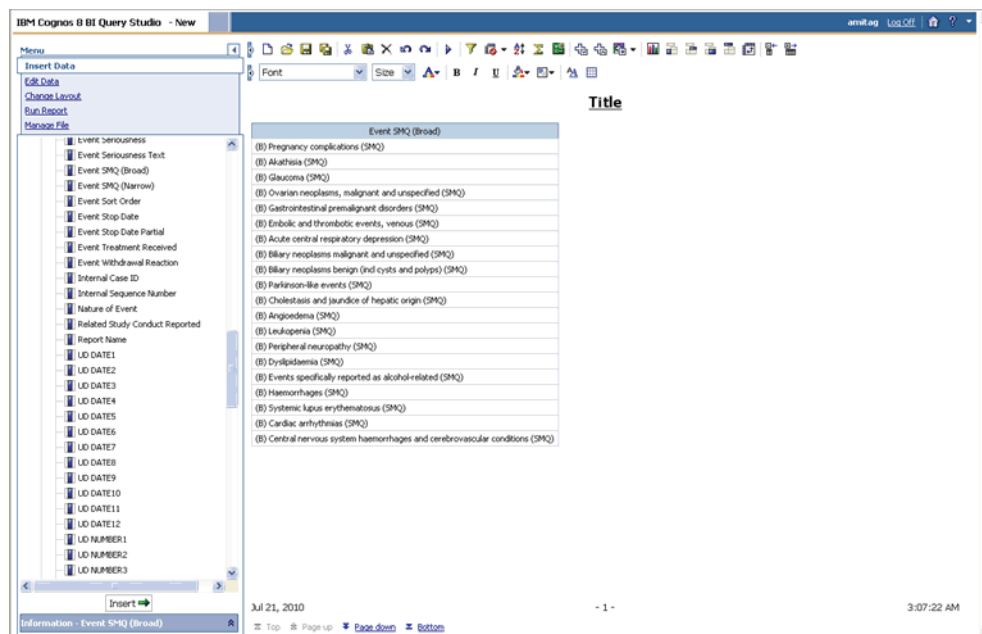 IBM Cognos 8 BI Query Studio - New
amitag Log Off ?
Menu
Insert Data
Edit Data
Change Layout
Run Report
Manage File
Event Seriousness
Event Seriousness Text
Event SMQ (Broad)
Event SMQ (Narrow)
Event Sort Order
Event Stop Date
Event Stop Date Partial
Event Treatment Received
Event Withdrawal Reaction
Internal Case ID
Internal Sequence Number
Nature of Event
Related Study Conduct Reported
Report Name
UD DATE1
UD DATE2
UD DATE3
UD DATE4
UD DATE5
UD DATE6
UD DATE7
UD DATE8
UD DATE9
UD DATE10
UD DATE11
UD DATE12
UD NUMBER1
UD NUMBER2
UD NUMBER3
Insert
Information - Event SMQ (Broad)
Font Size A B I U
Title
Event SMQ (Broad)
(B) Pregnancy complications (SMQ)
(B) Akathisia (SMQ)
(B) Glaucoma (SMQ)
(B) Ovarian neoplasms, malignant and unspecified (SMQ)
(B) Gastrointestinal premalignant disorders (SMQ)
(B) Embolic and thrombotic events, venous (SMQ)
(B) Acute central respiratory depression (SMQ)
(B) Biliary neoplasms malignant and unspecified (SMQ)
(B) Biliary neoplasms benign (incl cysts and polyps) (SMQ)
(B) Parkinson-like events (SMQ)
(B) Cholestasis and jaundice of hepatic origin (SMQ)
(B) Angioedema (SMQ)
(B) Leukopenia (SMQ)
(B) Peripheral neuropathy (SMQ)
(B) Dyslipidaemia (SMQ)
(B) Events specifically reported as alcohol-related (SMQ)
(B) Haemorrhages (SMQ)
(B) Systemic lupus erythematosus (SMQ)
(B) Cardiac arrhythmias (SMQ)
(B) Central nervous system haemorrhages and cerebrovascular conditions (SMQ)
Jul 21, 2010 - 1 - 3:07:22 AM
Top Page up Page down Bottom